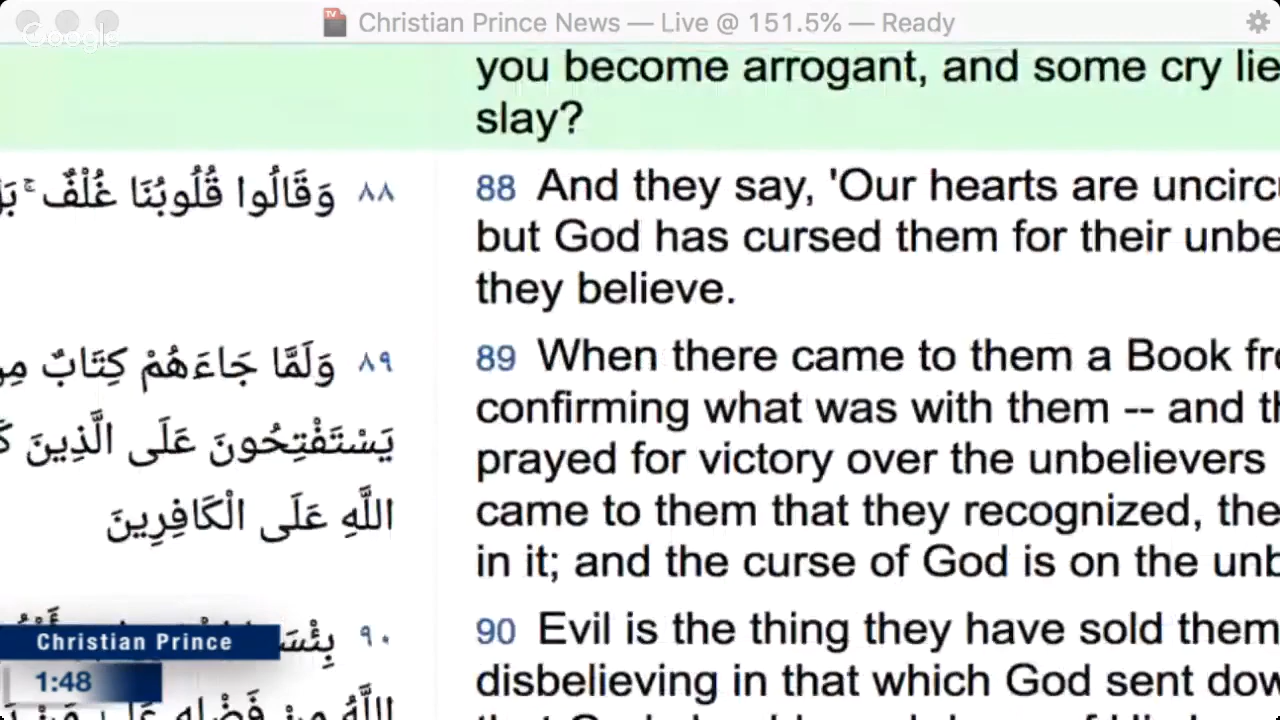 Google
Christian Prince News — Live @ 151.5% — Ready
you become arrogant, and some cry lie
slay?
٨٨ وَقَالُوا قُلُوبُنَا غُلْفٌ ۚ
88 And they say, 'Our hearts are uncircu
but God has cursed them for their unbe
they believe.
٨٩ وَلَمَّا جَاءَهُمْ كِتَابٌ
يَسْتَفْتِحُونَ عَلَى الَّذِينَ
اللَّهِ عَلَى الْكَافِرِينَ
89 When there came to them a Book fr
confirming what was with them -- and th
prayed for victory over the unbelievers
came to them that they recognized, the
in it; and the curse of God is on the unb
٩٠
90 Evil is the thing they have sold them
disbelieving in that which God sent dow
Christian Prince
1:48